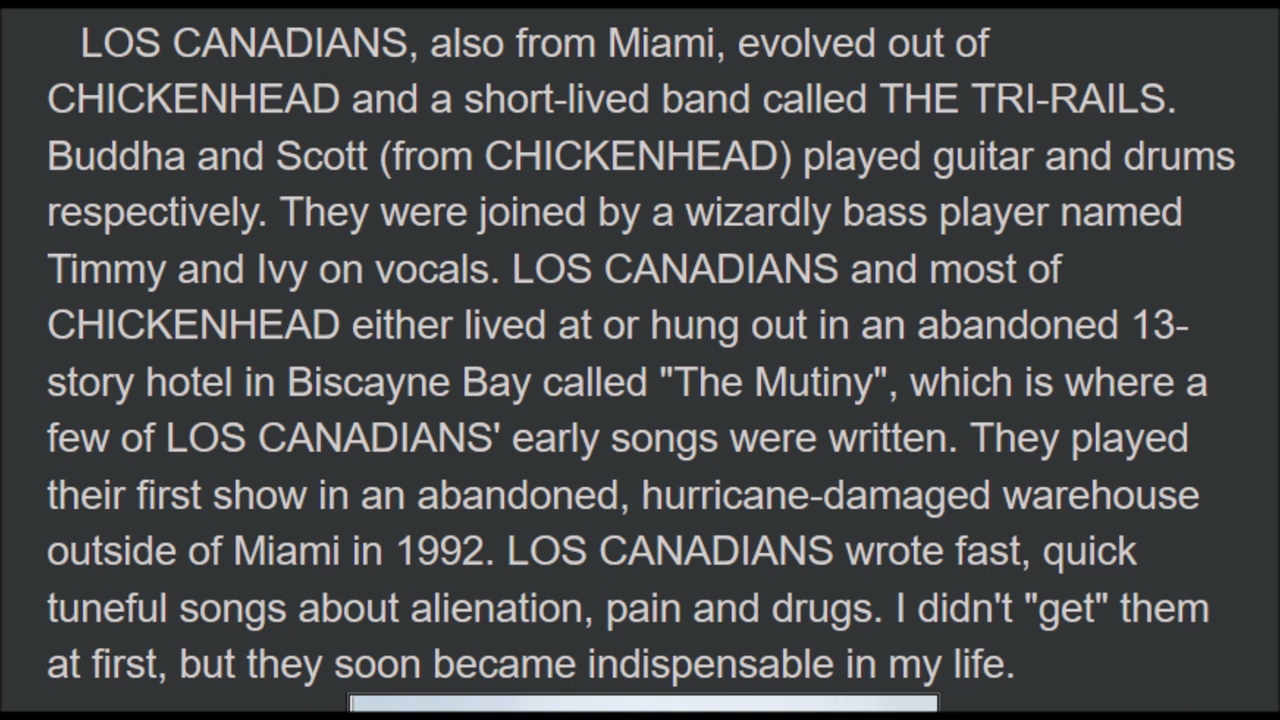 LOS CANADIANS, also from Miami, evolved out of
CHICKENHEAD and a short-lived band called THE TRI-RAILS.
Buddha and Scott (from CHICKENHEAD) played guitar and drums
respectively. They were joined by a wizardly bass player named
Timmy and Ivy on vocals. LOS CANADIANS and most of
CHICKENHEAD either lived at or hung out in an abandoned 13-
story hotel in Biscayne Bay called "The Mutiny", which is where a
few of LOS CANADIANS' early songs were written. They played
their first show in an abandoned, hurricane-damaged warehouse
outside of Miami in 1992. LOS CANADIANS wrote fast, quick
tuneful songs about alienation, pain and drugs. I didn't "get" them
at first, but they soon became indispensable in my life.